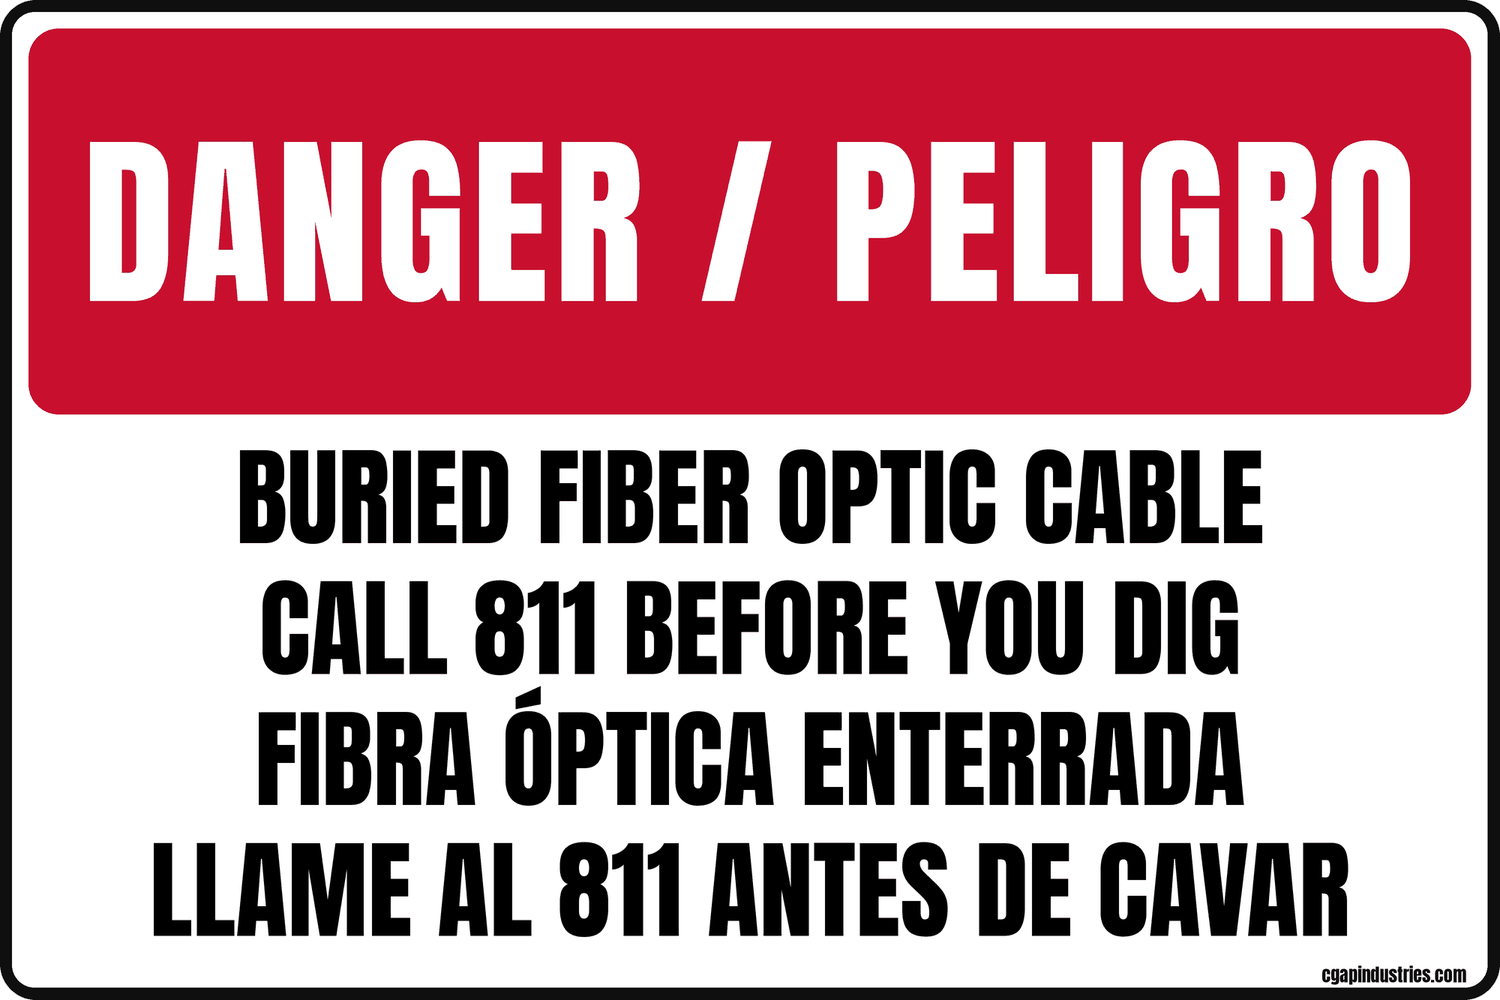 DANGER / PELIGRO
BURIED FIBER OPTIC CABLE
CALL 811 BEFORE YOU DIG
FIBRA ÓPTICA ENTERRADA
LLAME AL 811 ANTES DE CAVAR
cgapindustries.com